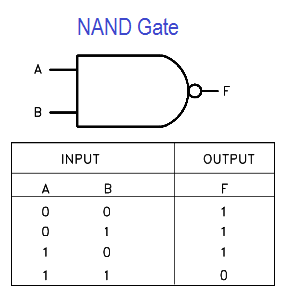 NAND Gate
A
B
F
INPUT OUTPUT
A B F
0 0 1
0 1 1
1 0 1
1 1 0